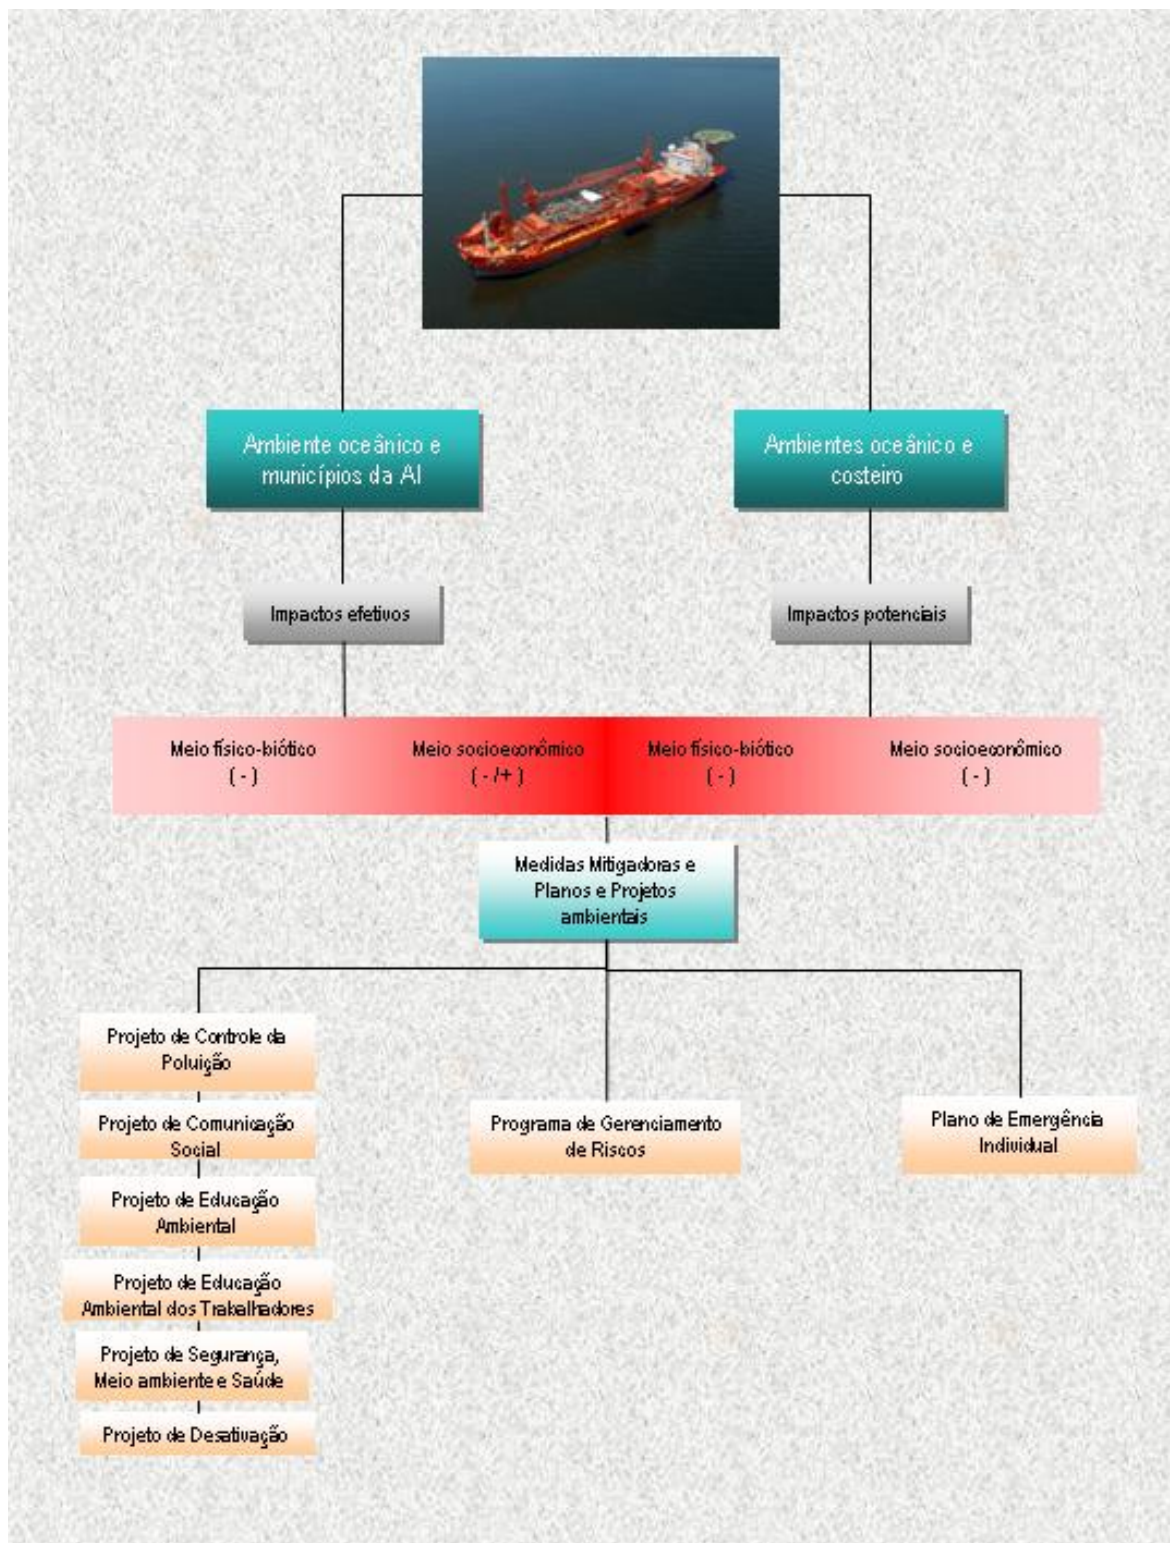 Ambiente oceânico e
municípios da AI
Ambientes oceânico e
costeiro
Impactos efetivos
Impactos potenciais
Meio físico-biótico
( - )
Meio socioeconômico
( - /+ )
Meio físico-biótico
( - )
Meio socioeconômico
( - )
Medidas Mitigadoras e
Planos e Projetos
ambientais
Projeto de Controle da
Poluição
Projeto de Comunicação
Social
Projeto de Educação
Ambiental
Projeto de Educação
Ambiental dos Trabalhadores
Projeto de Segurança,
Meio ambiente e Saúde
Projeto de Desativação
Programa de Gerenciamento
de Riscos
Plano de Emergência
Individual